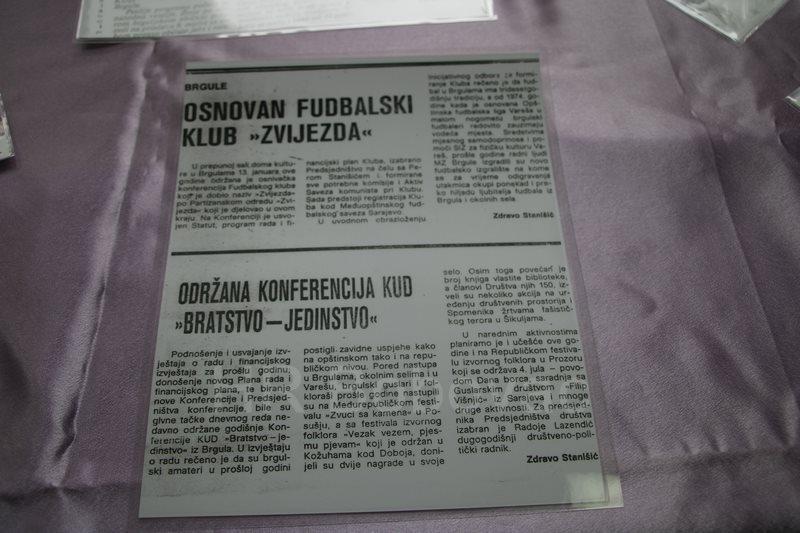 BRGULE
OSNOVAN FUDBALSKI
KLUB »ZVIJEZDA«
U prepunoj sali doma kultu-
re u Brgulama 13. januara, ove
godine održana je osnivačka
konferencija Fudbalskog kluba
koji je dobio naziv »Zvijezda«
po Partizanskom odredu »Zvi-
jezda« koji je djelovao u ovom
kraju. Na Konferenciji je usvo-
jen Statut, program rada i fi-
nancijski plan Kluba, izabrano
Predsjedništvo na čelu sa Pe-
rom Stanišićem i formirane
sve potrebne komisije i Aktiv
Saveza komunista pri Klubu.
Sada predstoji registracija Klu-
ba kod Međuopštinskog fud-
balskog saveza Sarajevo.
U uvodnom obrazloženju
Inicijativnog odbora za formi-
ranje Kluba rečeno je da fud-
bal u Brgulama ima tridesetgo-
dišnju tradiciju, a od 1974. go-
dine kada je osnovana Opš-
tinska fudbalska liga Vareša u
malom nogometu brgulski
fudbaleri redovito zauzimaju
vodeća mjesta. Sredstvima
mjesnog samodoprinosa i po-
moći SIZ za fizičku kulturu Va-
reš, prošle godine radni ljudi
MZ Brgule izgradili su novo
fudbalsko igralište na kome
se za vrijeme odigravanja
utakmica okupi ponekad i pre-
ko hiljadu ljubitelja fudbala iz
Brgula i okolnih sela
Zdravo Stanišić
ODRŽANA KONFERENCIJA KUD
»BRATSTVO—JEDINSTVO«
Podnošenje i usvajanje izv-
ještaja o radu i financijskog
izvještaja za prošlu godinu,
donošenje novog Plana rada i
financijskog plana, te biranje
nove Konferencije i Predsjed-
ništva konferencije, bile su
glvne tačke dnevnog reda ne-
davno održane godišnje Kon-
ferencije KUD »Bratstvo—je-
dinstvo« iz Brgula. U izvještaju
o radu rečeno je da su brgul-
ski amateri u prošloj godini
postigli zavidne uspjehe kako
na opštinskom tako i na repu-
bličkom nivou. Pored nastupa
u Brgulama, okolnim selima i u
Varešu, brgulski guslari i fol-
kloraši prošle godine nastupili
su na Međurepubličkom festi-
valu »Zvuci sa kamena« u Po-
sušju, a sa festivala izvornog
folklora »Vezak vezem, pjes-
mu pjevam« koji je održan u
Kožuhama kod Doboja, doni-
jeli su dvije nagrade u svoje
selo. Osim toga povećan je
broj knjiga vlastite biblioteke,
a članovi Društva njih 150, iz-
veli su nekoliko akcija na ur-
eđenju društvenih prostorija i
Spomenika žrtvama fašistič-
kog terora u Šikuljama.
U narednim aktivnostima
planiramo je i učešće ove go-
dine i na Republičkom festiva-
lu izvornog folklora u Prozoru
koji se održava 4. jula — povo-
dom Dana borca, saradnja sa
Guslarskim društvom »Filip
Višnjić« iz Sarajeva i mnoge
druge aktivnosti. Za predsjed-
nika Predsjedništva društva
izabran je Radoje Lazendić
dugogodišnji društveno-poli-
tički radnik.
Zdravo Stanišić